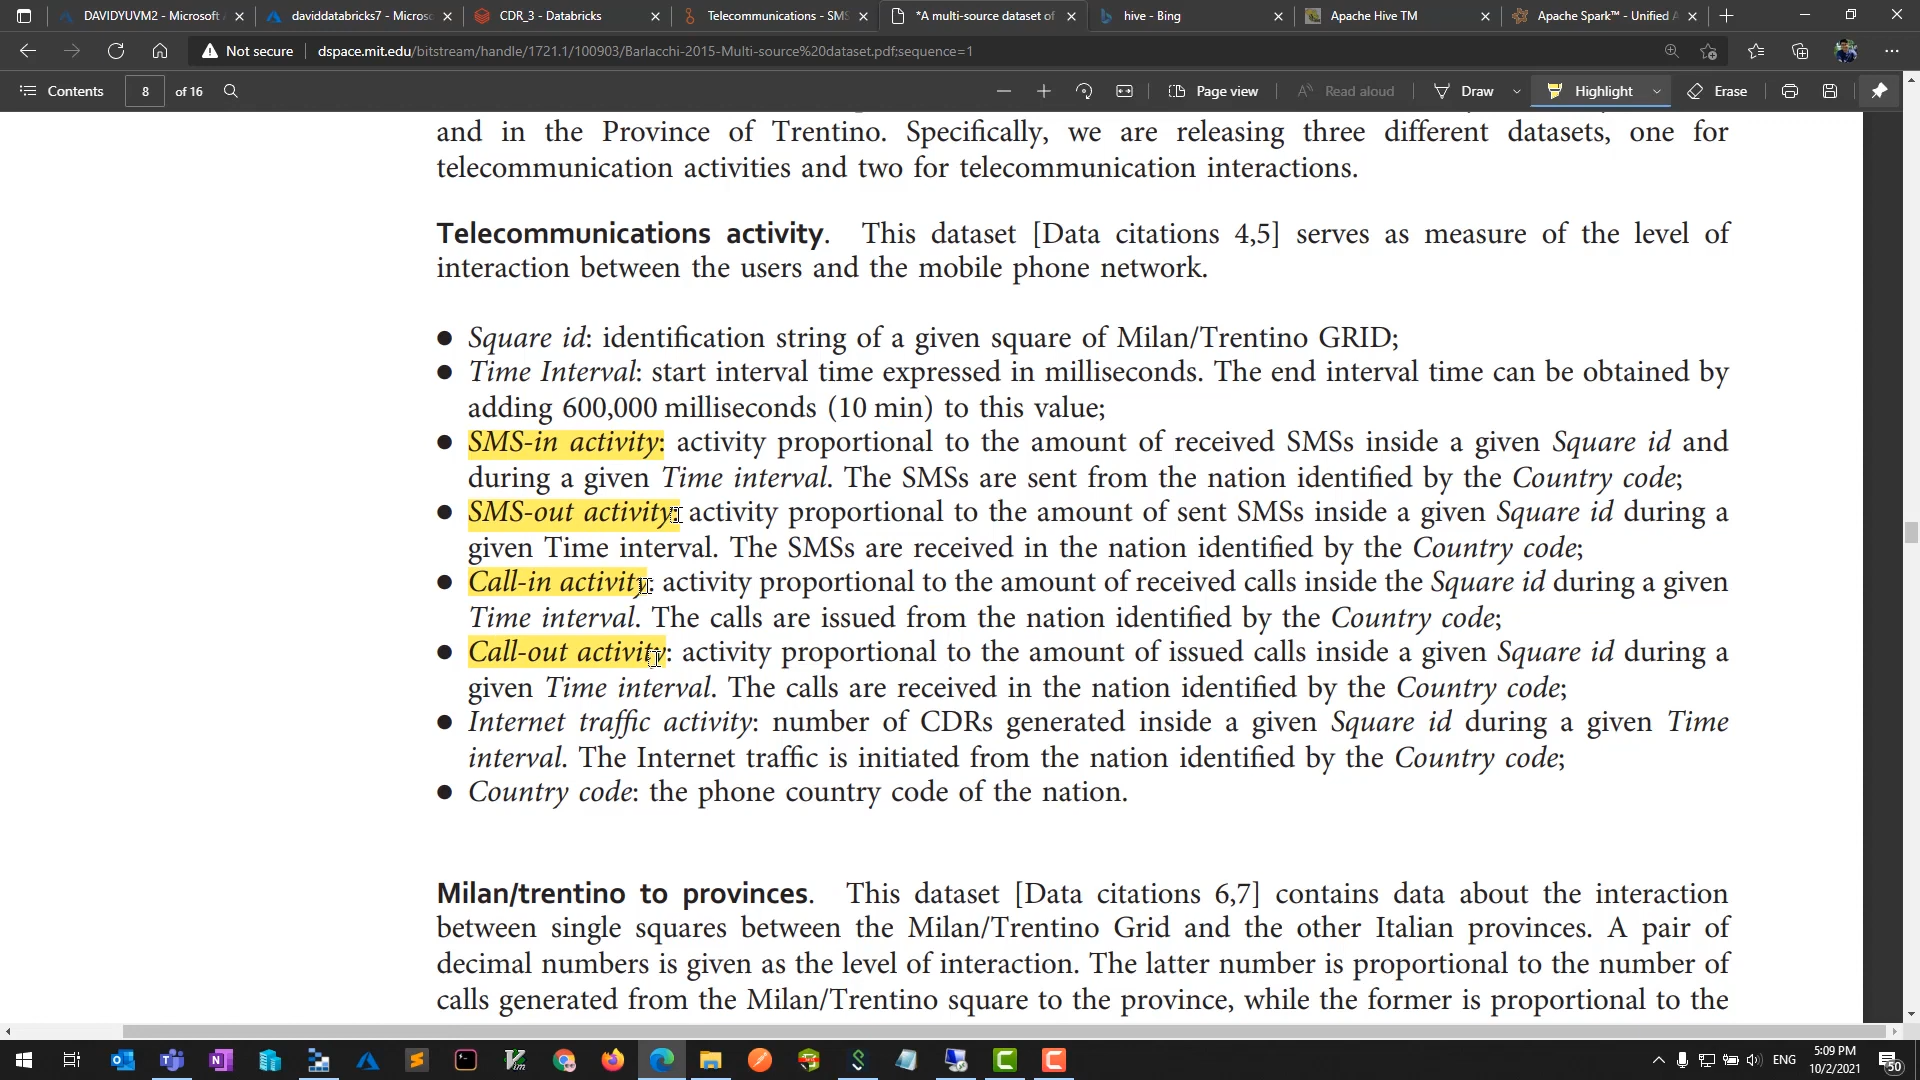 DAVIDYUVM2 - Microsoft
daviddatabricks7 - Micros
CDR_3 - Databricks
Telecommunications - SMS
*A multi-source dataset of
hive - Bing
Apache Hive TM
Apache Spark™ - Unified A
Not secure
dspace.mit.edu/bitstream/handle/1721.1/100903/Barlacchi-2015-Multi-source%20dataset.pdf;sequence=1
Contents
8 of 16
Page view
Read aloud
Draw
Highlight
Erase
and in the Province of Trentino. Specifically, we are releasing three different datasets, one for
telecommunication activities and two for telecommunication interactions.
Telecommunications activity. This dataset [Data citations 4,5] serves as measure of the level of
interaction between the users and the mobile phone network.
● Square id: identification string of a given square of Milan/Trentino GRID;
● Time Interval: start interval time expressed in milliseconds. The end interval time can be obtained by
adding 600,000 milliseconds (10 min) to this value;
● SMS-in activity: activity proportional to the amount of received SMSs inside a given Square id and
during a given Time interval. The SMSs are sent from the nation identified by the Country code;
● SMS-out activity: activity proportional to the amount of sent SMSs inside a given Square id during a
given Time interval. The SMSs are received in the nation identified by the Country code;
● Call-in activity: activity proportional to the amount of received calls inside the Square id during a given
Time interval. The calls are issued from the nation identified by the Country code;
● Call-out activity: activity proportional to the amount of issued calls inside a given Square id during a
given Time interval. The calls are received in the nation identified by the Country code;
● Internet traffic activity: number of CDRs generated inside a given Square id during a given Time
interval. The Internet traffic is initiated from the nation identified by the Country code;
● Country code: the phone country code of the nation.
Milan/trentino to provinces. This dataset [Data citations 6,7] contains data about the interaction
between single squares between the Milan/Trentino Grid and the other Italian provinces. A pair of
decimal numbers is given as the level of interaction. The latter number is proportional to the number of
calls generated from the Milan/Trentino square to the province, while the former is proportional to the
ENG
5:09 PM
10/2/2021
50